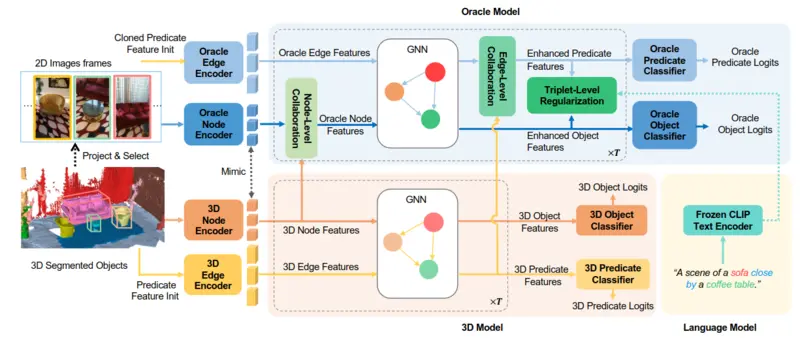 Oracle Model
Cloned Predicate
Feature Init
2D Images frames
Oracle
Edge
Encoder
Oracle Edge Features
GNN
Edge-Level
Collaboration
Enhanced Predicate
Features
Oracle
Predicate
Classifier
Oracle
Predicate
Logits
Triplet-Level
Regularization
Oracle
Node
Encoder
Node-Level
Collaboration
Oracle Node
Features
Enhanced Object
Features
Oracle
Object
Classifier
Oracle
Object Logits
×T
Project & Select
Mimic
GNN
3D Object Logits
3D
Node
Encoder
3D Node Features
3D Object
Features
3D Object
Classifier
Frozen CLIP
Text Encoder
3D Segmented Objects
3D
Edge
Encoder
3D Edge Features
3D Predicate
Features
3D Predicate
Classifier
Predicate
Feature Init
“A scene of a sofa close
by a coffee table.”
×T
3D Predicate Logits
3D Model
Language Model